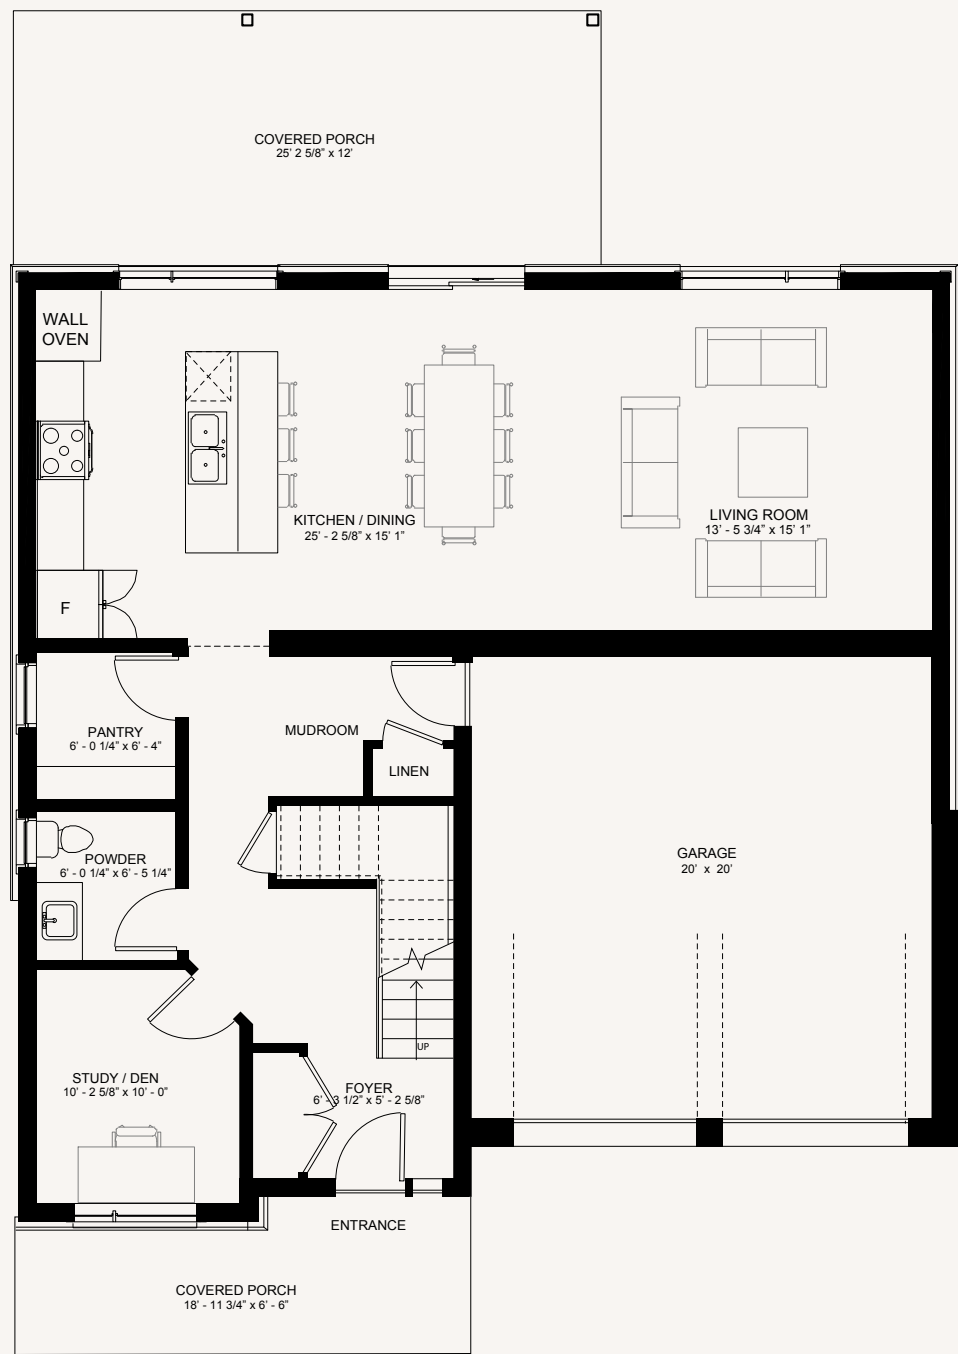 COVERED PORCH
25' 2 5/8" x 12'
WALL
OVEN
KITCHEN / DINING
25' - 2 5/8" x 15' 1"
LIVING ROOM
13' - 5 3/4" x 15' 1"
F
PANTRY
6' - 0 1/4" x 6' - 4"
MUDROOM
LINEN
POWDER
6' - 0 1/4" x 6' - 5 1/4"
GARAGE
20' x 20'
UP
STUDY / DEN
10' - 2 5/8" x 10' - 0"
FOYER
6' - 3 1/2" x 5' - 2 5/8"
ENTRANCE
COVERED PORCH
18' - 11 3/4" x 6' - 6"